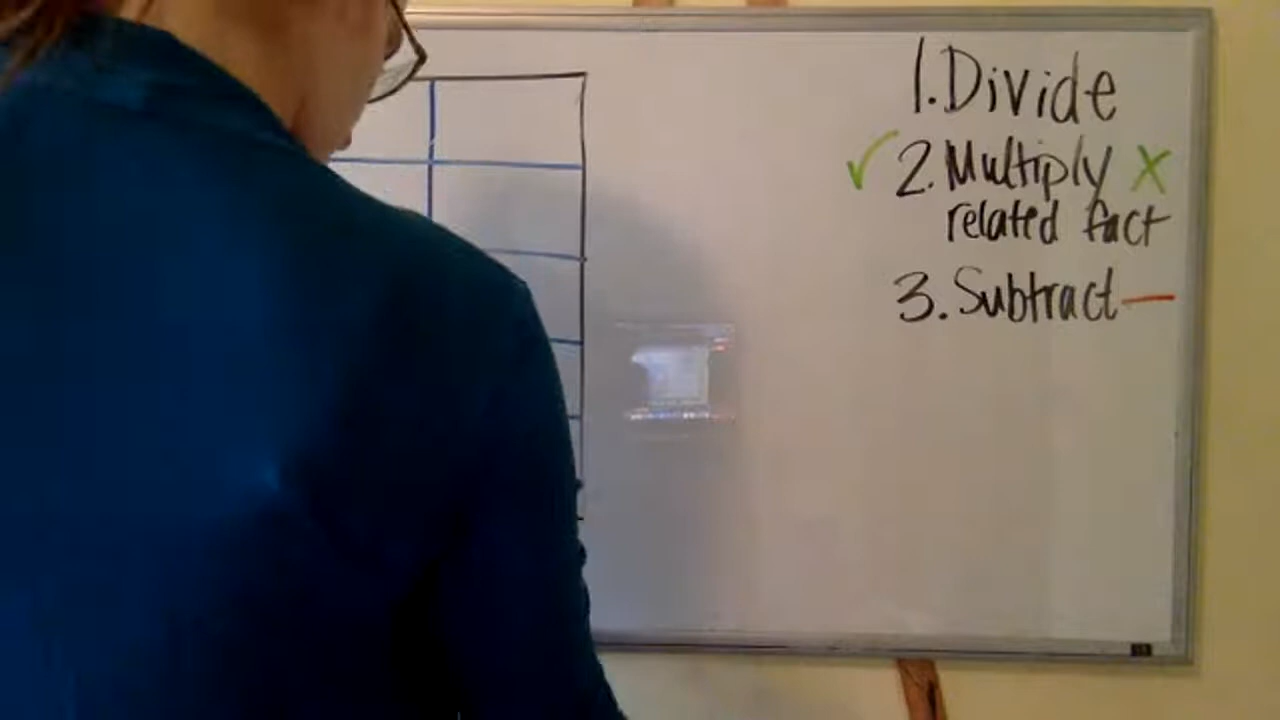 1. Divide
✓ 2. Multiply X
related fact
3. Subtract —